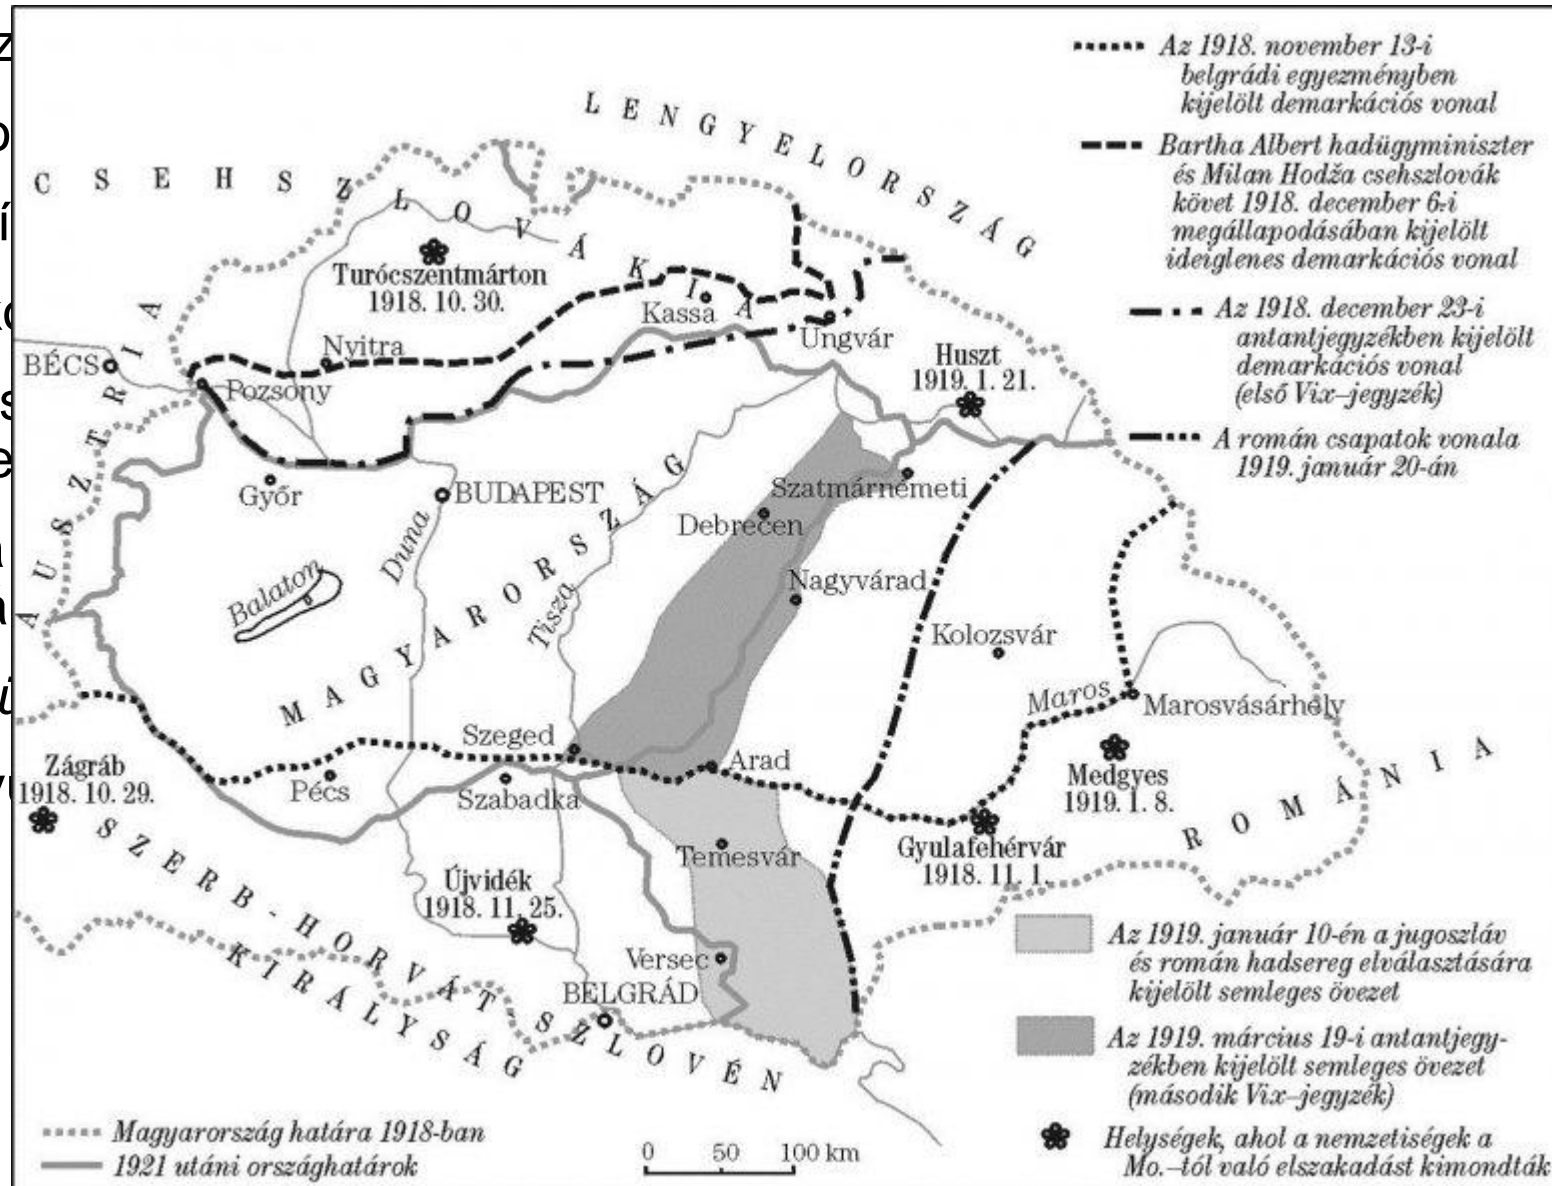 Az 1918. november 13-i
belgrádi egyezményben
kijelölt demarkációs vonal
Bartha Albert hadügyminiszter
és Milan Hodža csehszlovák
követ 1918. december 6-i
megállapodásában kijelölt
ideiglenes demarkációs vonal
Az 1918. december 23-i
antantjegyzékben kijelölt
demarkációs vonal
(első Vix–jegyzék)
A román csapatok vonala
1919. január 20-án
LENGYELORSZÁG
CSEHSZLOVÁKIA
Turócszentmárton
1918. 10. 30.
Kassa
Ungvár
Nyitra
BÉCS
Pozsony
Huszt
1919. 1. 21.
AUSZTRIA
Győr
BUDAPEST
Szatmárnémeti
Debrecen
Duna
Balaton
Tisza
MAGYARORSZÁG
Nagyvárad
Kolozsvár
Maros
Marosvásárhely
Szeged
Arad
Zágráb
1918. 10. 29.
Pécs
Szabadka
Medgyes
1919. 1. 8.
ROMÁNIA
Temesvár
Gyulafehérvár
1918. 11. 1.
Újvidék
1918. 11. 25.
Versec
BELGRÁD
SZERB-HORVÁT SZLOVÉN
KIRÁLYSÁG
Az 1919. január 10-én a jugoszláv
és román hadsereg elválasztására
kijelölt semleges övezet
Az 1919. március 19-i antantjegy-
zékben kijelölt semleges övezet
(második Vix–jegyzék)
Helységek, ahol a nemzetiségek a
Mo.–tól való elszakadást kimondták
Magyarország határa 1918-ban
1921 utáni országhatárok
0 50 100 km